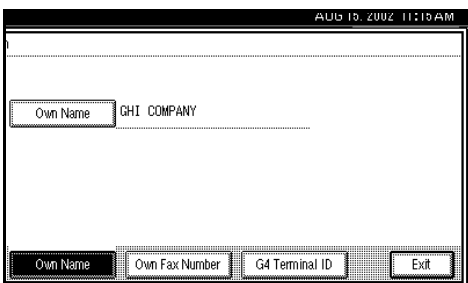 AUG 15. 2002 11:15AM
Own Name GHI COMPANY
Own Name Own Fax Number G4 Terminal ID Exit